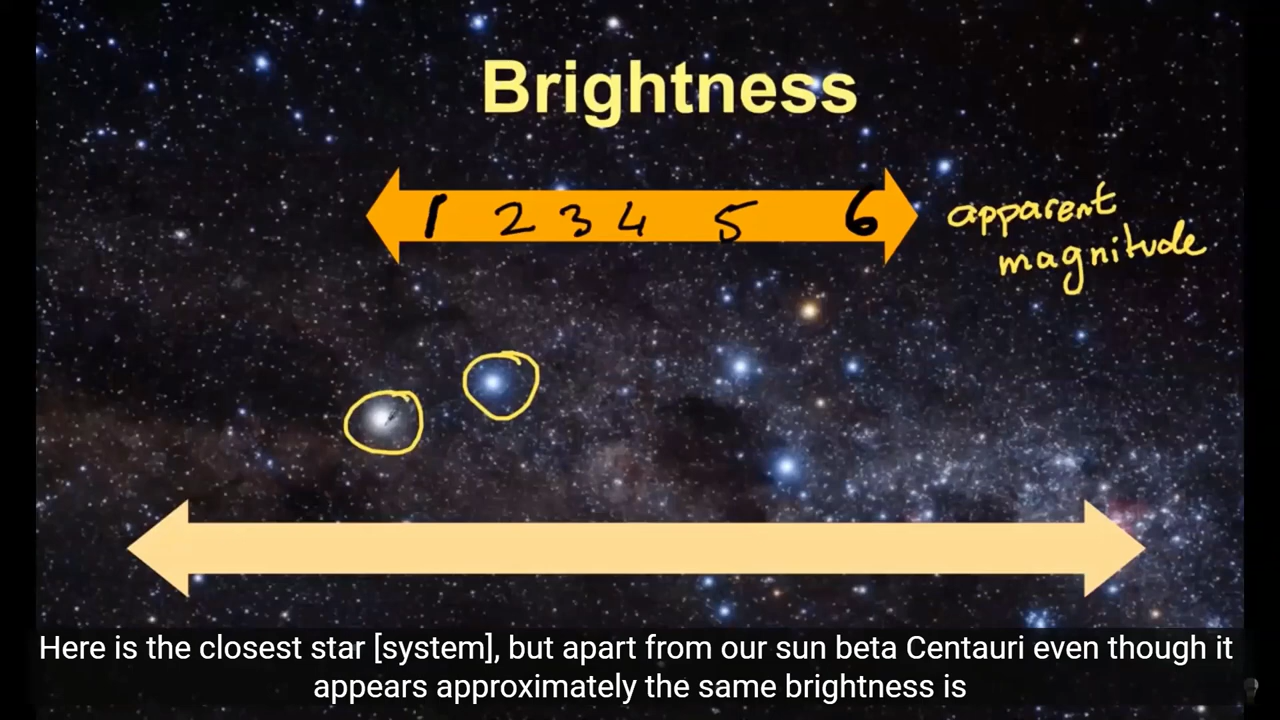 Brightness
1 2 3 4 5 6
apparent
magnitude
Here is the closest star [system], but apart from our sun beta Centauri even though it
appears approximately the same brightness is